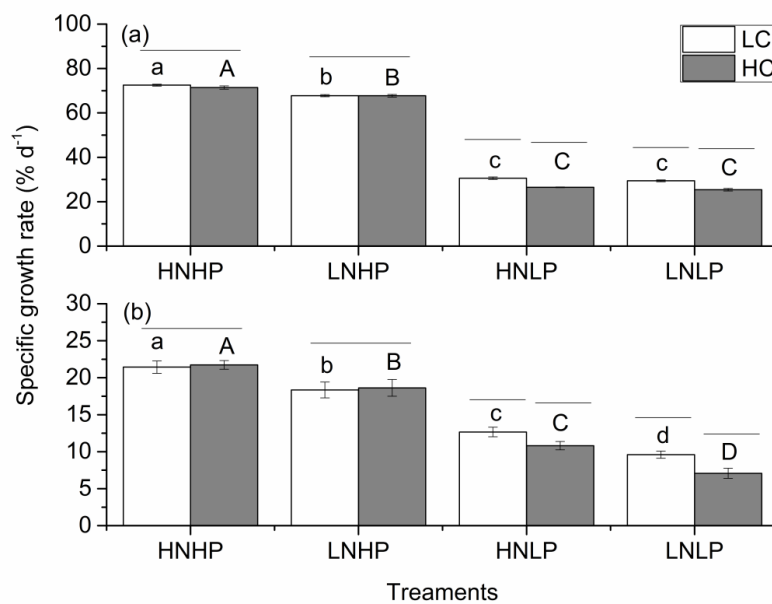 Specific growth rate (% d⁻¹)
(a)
LC
HC
100
80
60
40
20
0
a A b B c C c C
HNHP LNHP HNLP LNLP
(b)
30
25
20
15
10
5
0
a A b B c C d D
HNHP LNHP HNLP LNLP
Treaments